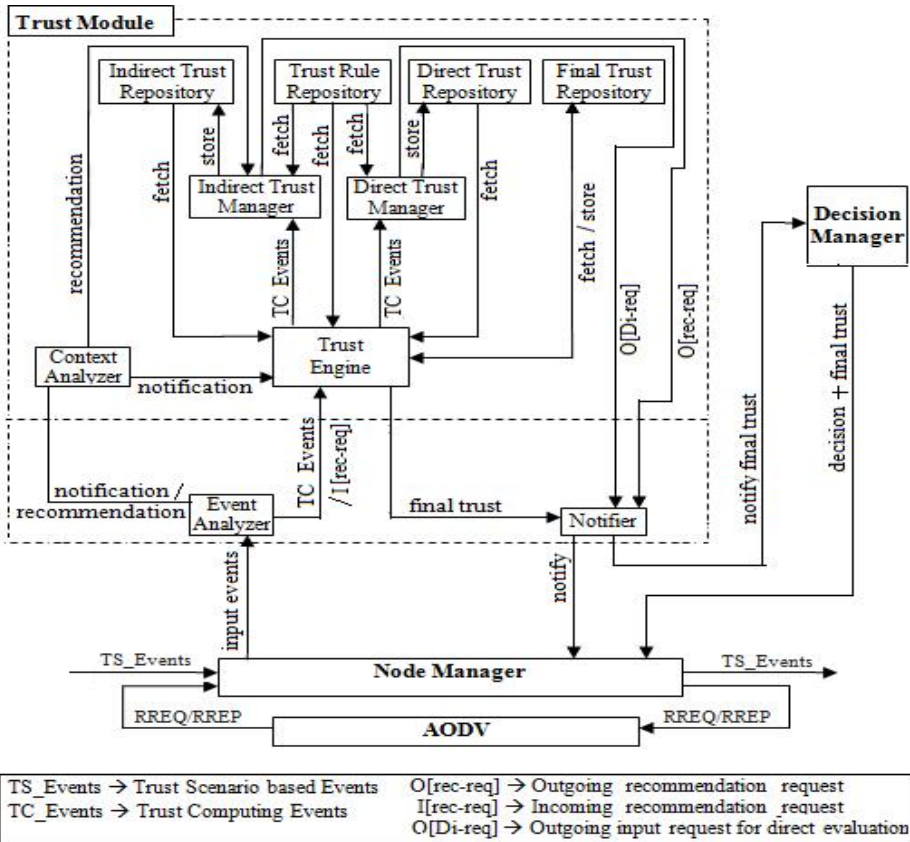 Trust Module
Indirect Trust
Repository
Trust Rule
Repository
Direct Trust
Repository
Final Trust
Repository
recommendation
fetch
store
fetch
fetch
fetch
store
fetch
fetch / store
Indirect Trust
Manager
Direct Trust
Manager
Decision
Manager
TC Events
TC Events
O[Di-req]
O[rec-req]
Trust
Engine
Context
Analyzer
notification
notification /
recommendation
TC Events
/ I[rec-req]
final trust
Event
Analyzer
Notifier
notify final trust
decision + final trust
input events
notify
TS_Events
Node Manager
TS_Events
RREQ/RREP
AODV
RREQ/RREP
TS_Events → Trust Scenario based Events
TC_Events → Trust Computing Events
O[rec-req] → Outgoing recommendation request
I[rec-req] → Incoming recommendation request
O[Di-req] → Outgoing input request for direct evaluation